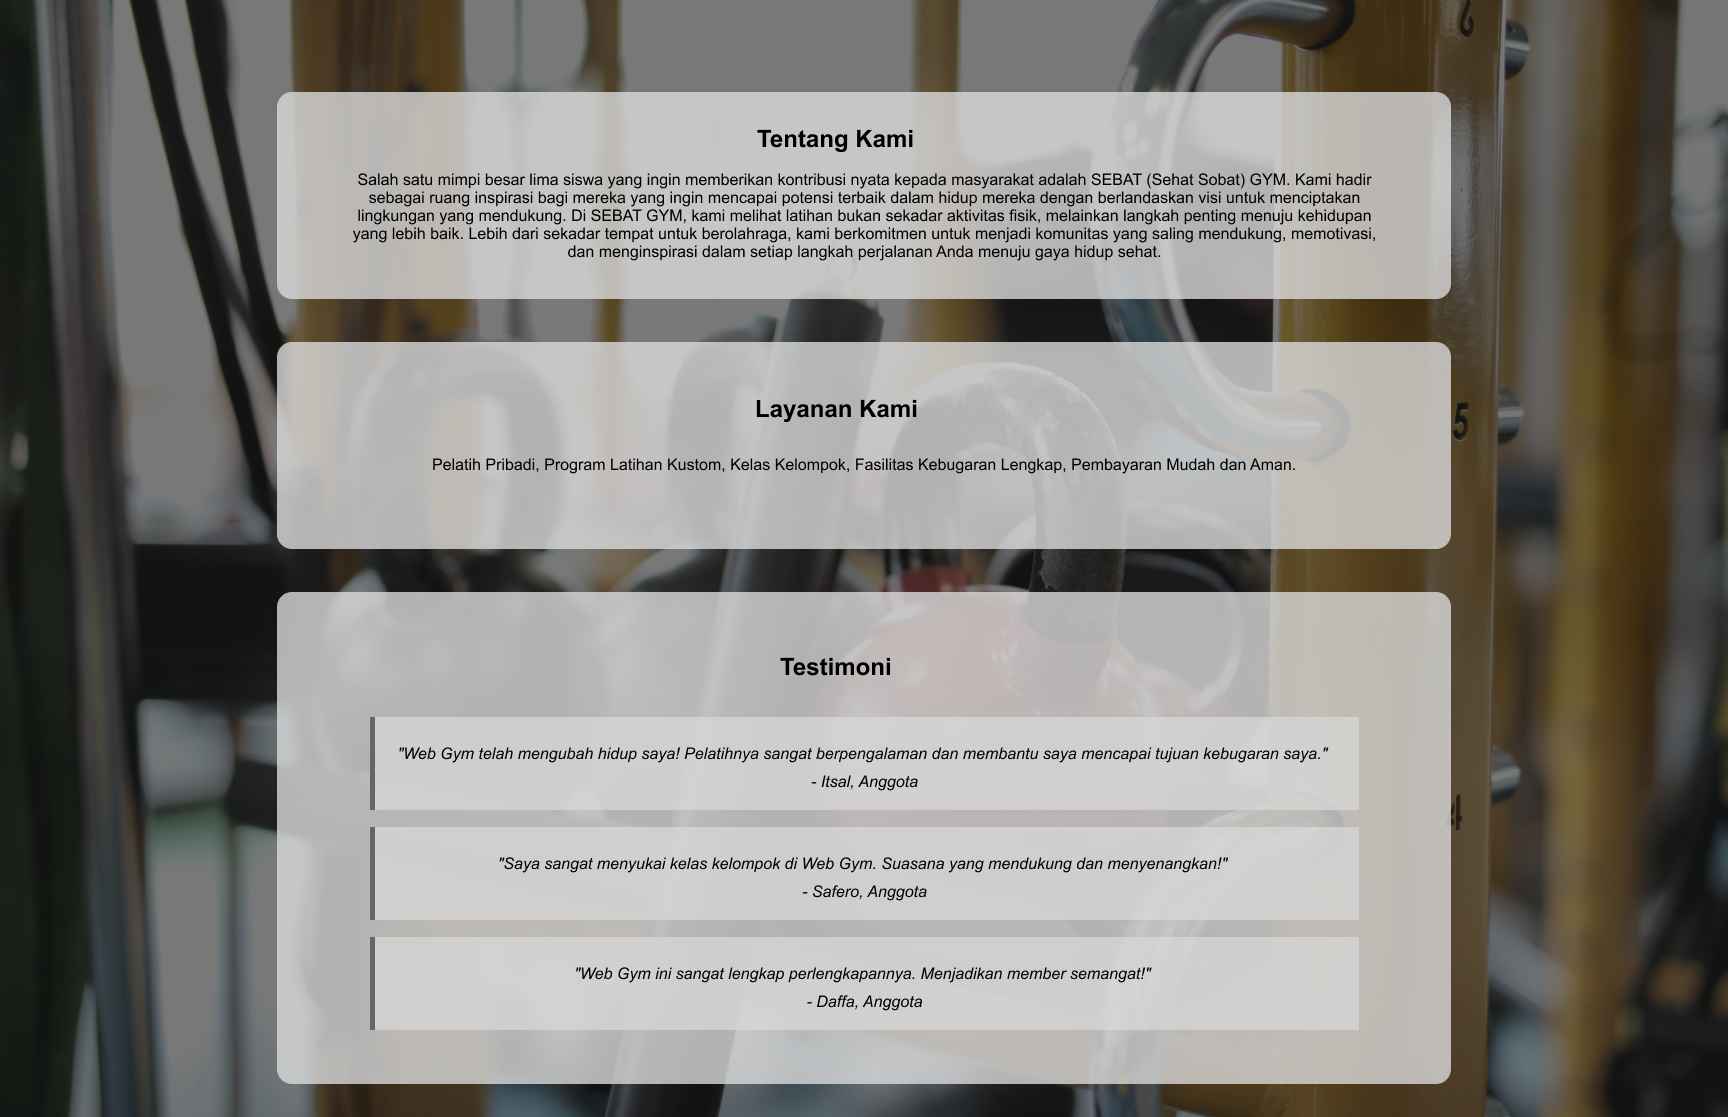 6
Tentang Kami
Salah satu mimpi besar lima siswa yang ingin memberikan kontribusi nyata kepada masyarakat adalah SEBAT (Sehat Sobat) GYM. Kami hadir
sebagai ruang inspirasi bagi mereka yang ingin mencapai potensi terbaik dalam hidup mereka dengan berlandaskan visi untuk menciptakan
lingkungan yang mendukung. Di SEBAT GYM, kami melihat latihan bukan sekadar aktivitas fisik, melainkan langkah penting menuju kehidupan
yang lebih baik. Lebih dari sekadar tempat untuk berolahraga, kami berkomitmen untuk menjadi komunitas yang saling mendukung, memotivasi,
dan menginspirasi dalam setiap langkah perjalanan Anda menuju gaya hidup sehat.
Layanan Kami
5
Pelatih Pribadi, Program Latihan Kustom, Kelas Kelompok, Fasilitas Kebugaran Lengkap, Pembayaran Mudah dan Aman.
Testimoni
"Web Gym telah mengubah hidup saya! Pelatihnya sangat berpengalaman dan membantu saya mencapai tujuan kebugaran saya."
- Itsal, Anggota
4
"Saya sangat menyukai kelas kelompok di Web Gym. Suasana yang mendukung dan menyenangkan!"
- Safero, Anggota
"Web Gym ini sangat lengkap perlengkapannya. Menjadikan member semangat!"
- Daffa, Anggota